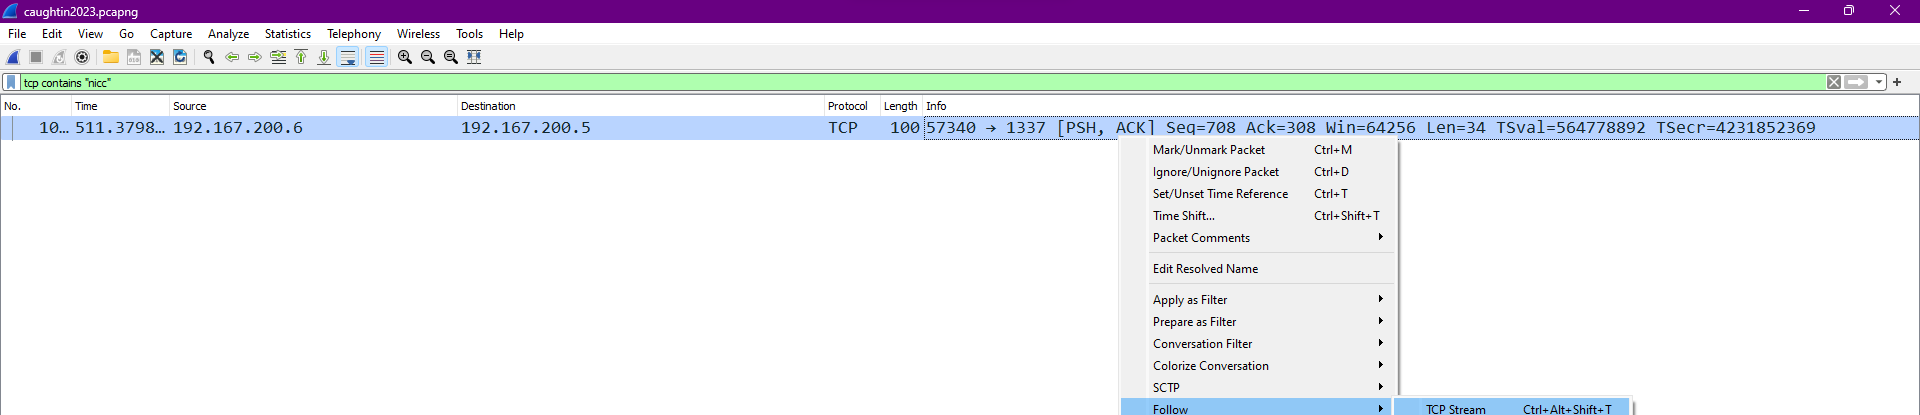 caughtin2023.pcapng
File Edit View Go Capture Analyze Statistics Telephony Wireless Tools Help
tcp contains "nicc"
No. Time Source Destination Protocol Length Info
10... 511.3798... 192.167.200.6 192.167.200.5 TCP 100 57340 → 1337 [PSH, ACK] Seq=708 Ack=308 Win=64256 Len=34 TSval=564778892 TSecr=4231852369
Mark/Unmark Packet Ctrl+M
Ignore/Unignore Packet Ctrl+D
Set/Unset Time Reference Ctrl+T
Time Shift... Ctrl+Shift+T
Packet Comments
Edit Resolved Name
Apply as Filter
Prepare as Filter
Conversation Filter
Colorize Conversation
SCTP
Follow TCP Stream Ctrl+Alt+Shift+T